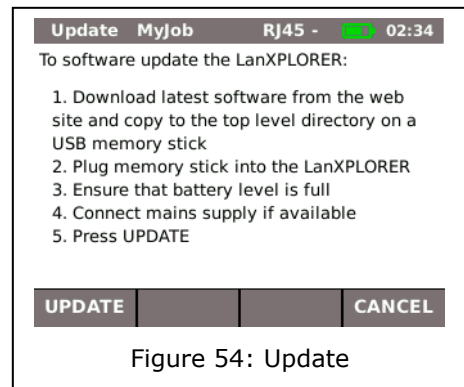 Update MyJob RJ45 - 02:34
To software update the LanXPLORER:
1. Download latest software from the web
site and copy to the top level directory on a
USB memory stick
2. Plug memory stick into the LanXPLORER
3. Ensure that battery level is full
4. Connect mains supply if available
5. Press UPDATE
UPDATE CANCEL
Figure 54: Update